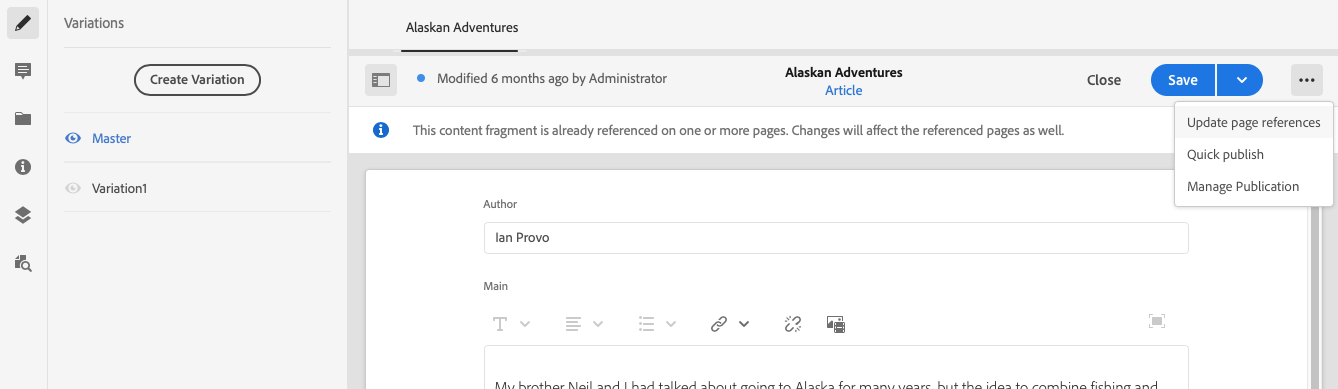 Variations
Create Variation
Master
Variation1
Alaskan Adventures
Modified 6 months ago by Administrator
Alaskan Adventures
Article
Close
Save
This content fragment is already referenced on one or more pages. Changes will affect the referenced pages as well.
Update page references
Quick publish
Manage Publication
Author
Ian Provo
Main
My brother Neil and I had talked about going to Alaska for many years, but the idea to combine fishing and